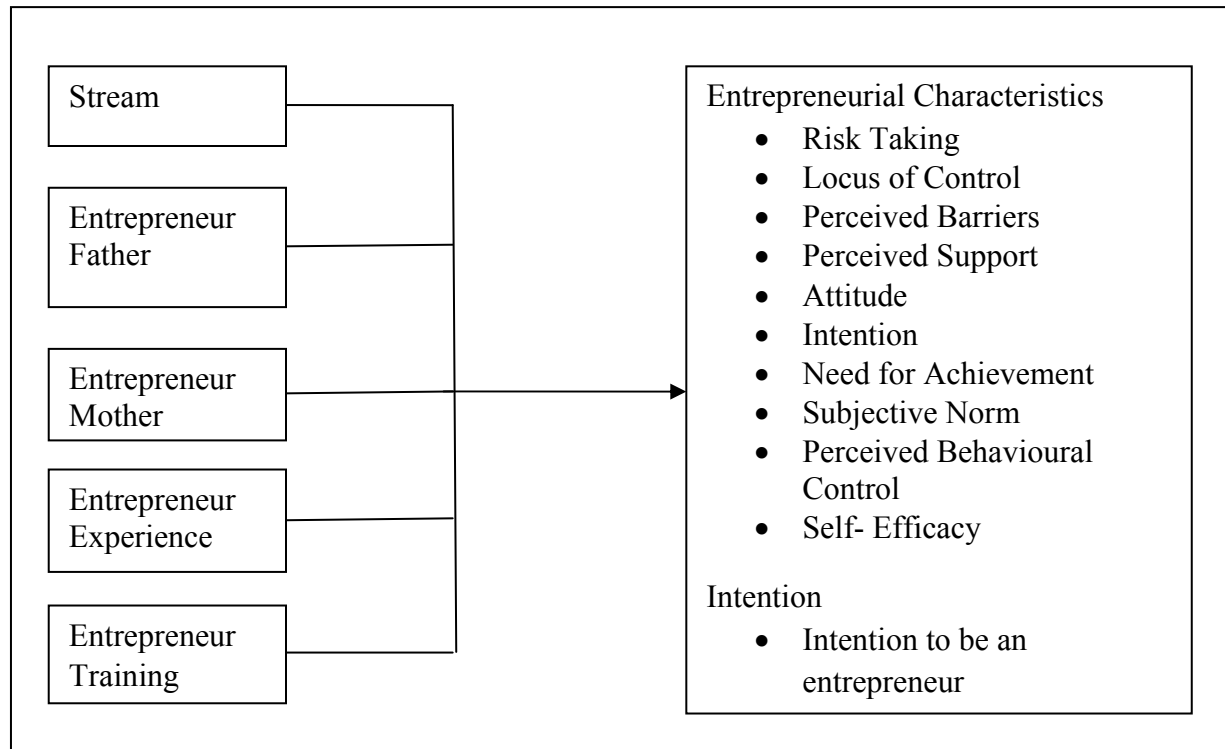 Stream
Entrepreneur
Father
Entrepreneur
Mother
Entrepreneur
Experience
Entrepreneur
Training
Entrepreneurial Characteristics
• Risk Taking
• Locus of Control
• Perceived Barriers
• Perceived Support
• Attitude
• Intention
• Need for Achievement
• Subjective Norm
• Perceived Behavioural
Control
• Self- Efficacy
Intention
• Intention to be an
entrepreneur